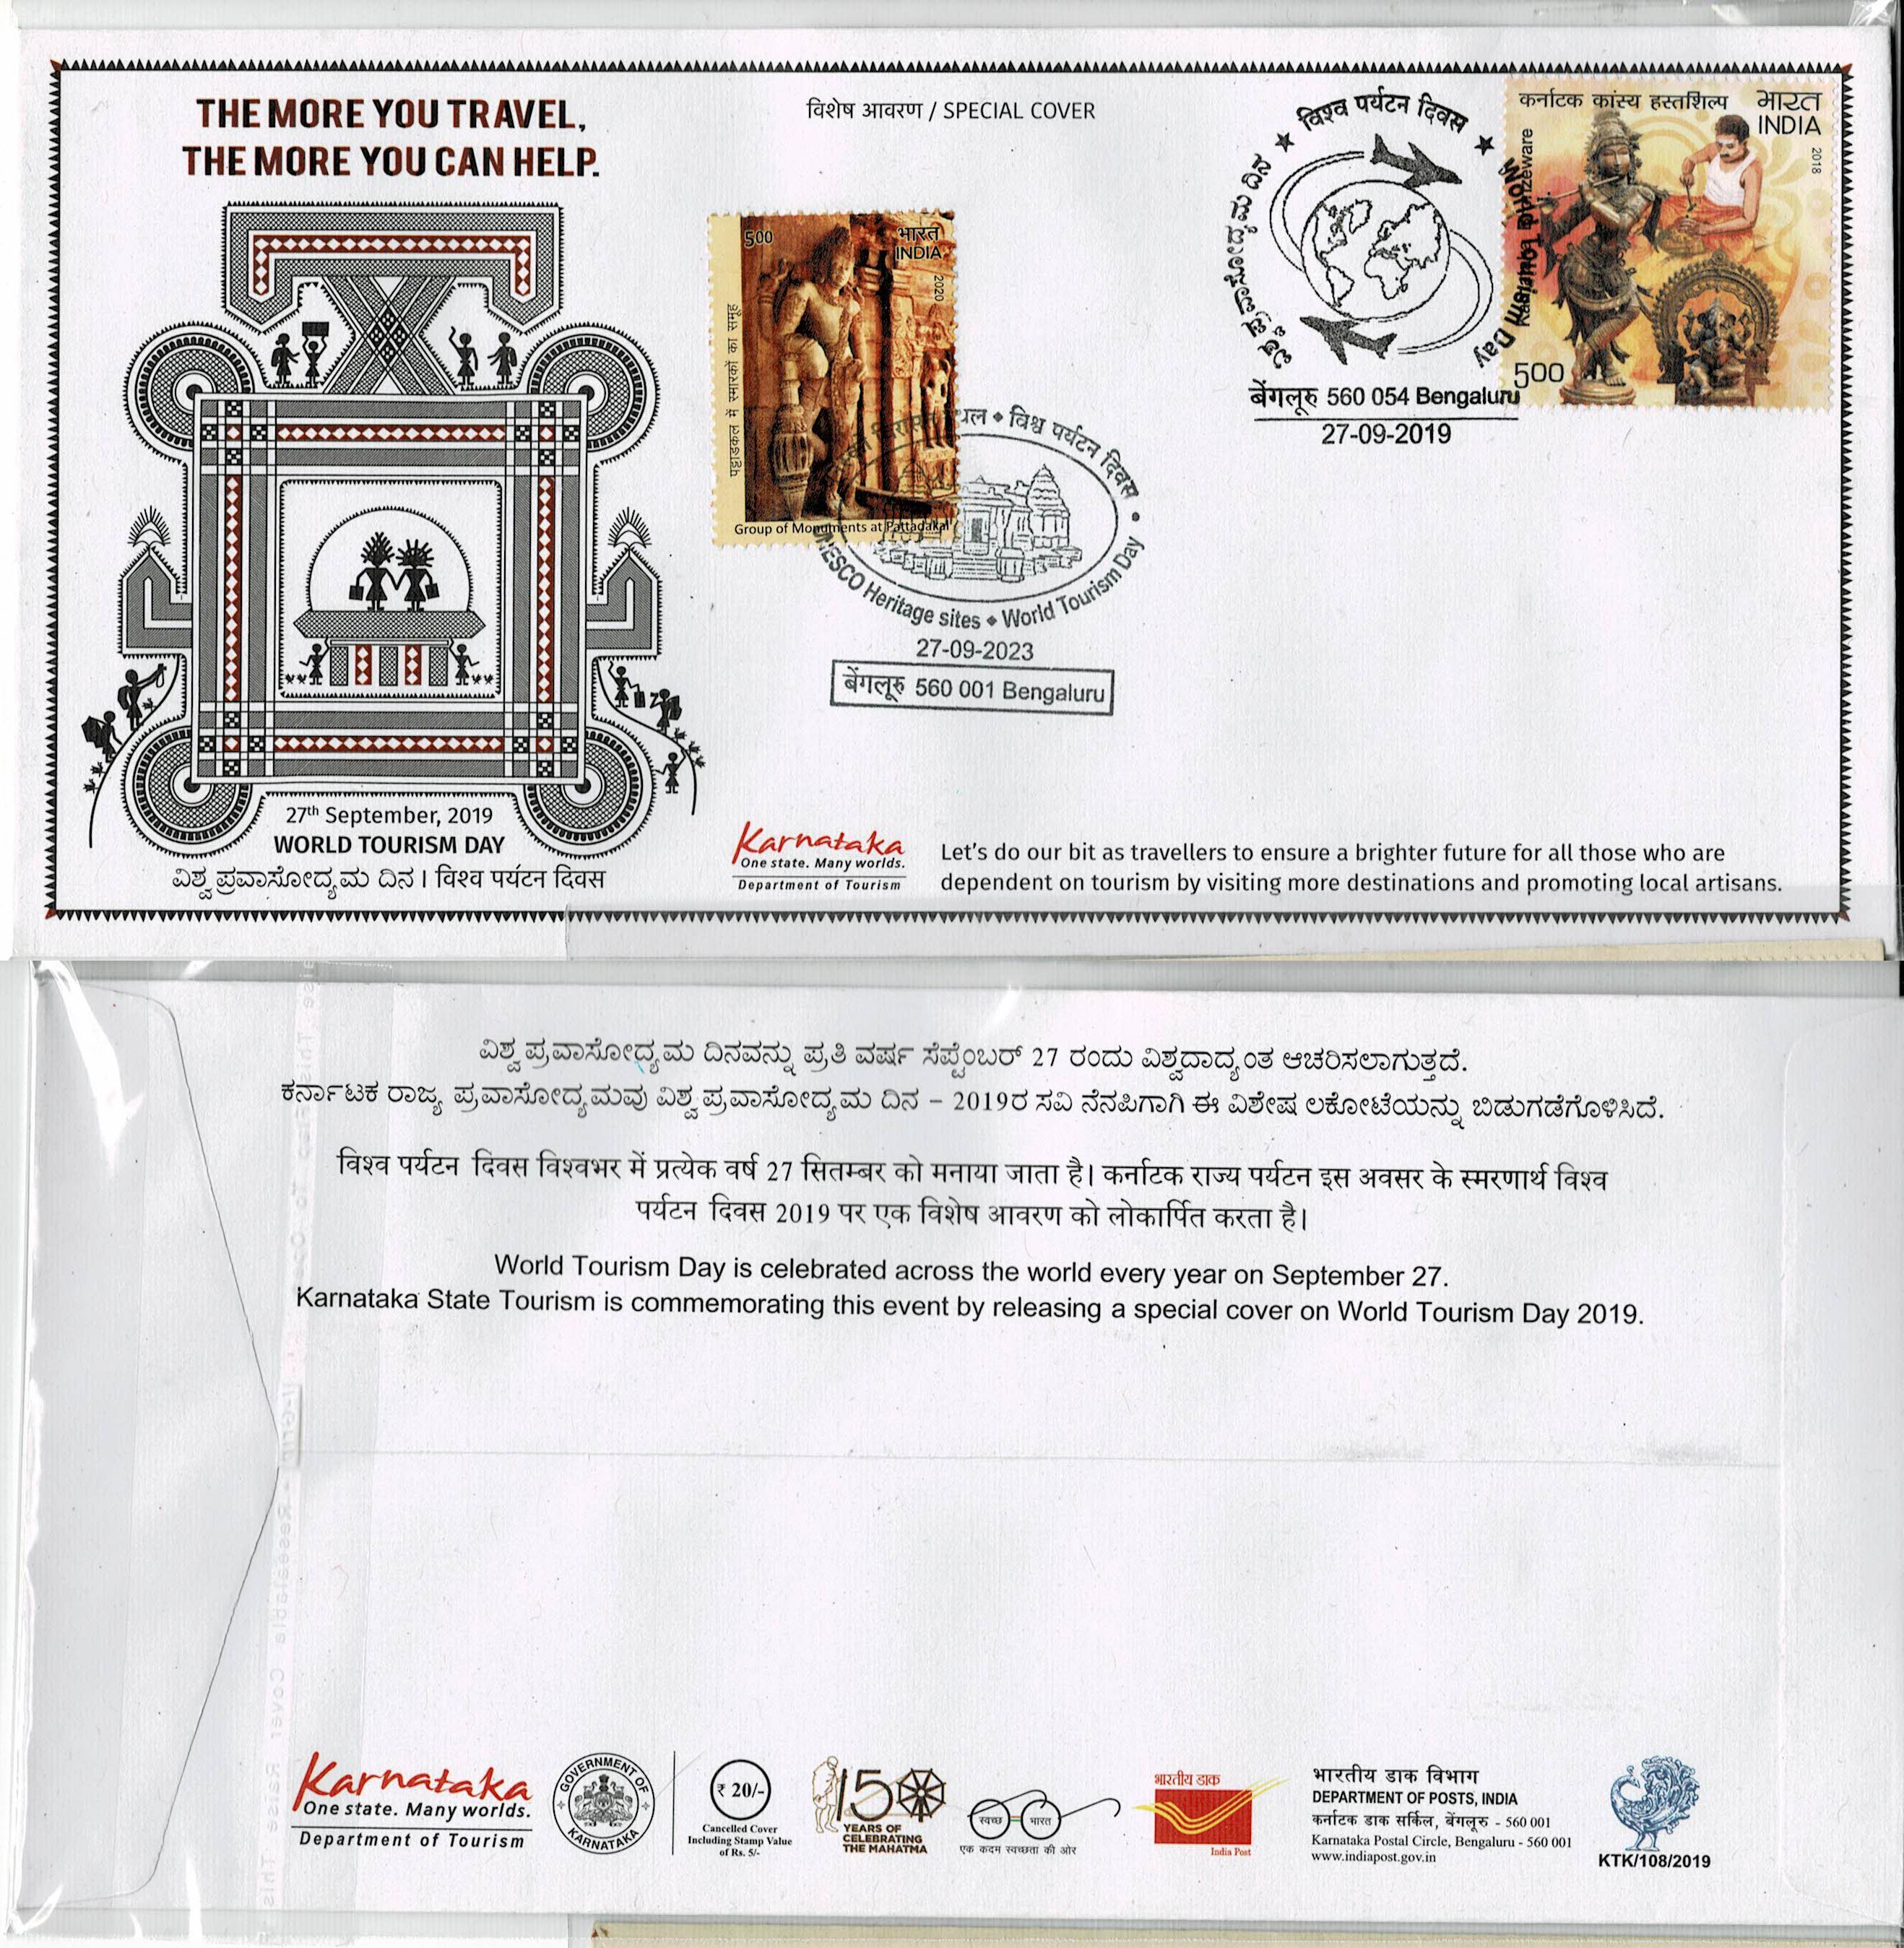 THE MORE YOU TRAVEL,
THE MORE YOU CAN HELP.
विशेष आवरण / SPECIAL COVER
★ विश्व पर्यटन दिवस ★
ವಿಶ್ವ ಪ್ರವಾಸೋದ್ಯಮ ದಿನ
World Tourism Day
बेंगलूरु 560 054 Bengaluru
27-09-2019
कर्नाटक कांस्य हस्तशिल्प
भारत
INDIA
2018
Karnataka Bronzeware
500
500
भारत
INDIA
2020
पट्टाडकल में स्मारकों का समूह
Group of Monuments at Pattadakal
विश्व पर्यटन दिवस
UNESCO Heritage sites ◆ World Tourism Day
27-09-2023
बेंगलूरु 560 001 Bengaluru
27th September, 2019
WORLD TOURISM DAY
ವಿಶ್ವ ಪ್ರವಾಸೋದ್ಯಮ ದಿನ । विश्व पर्यटन दिवस
Karnataka
One state. Many worlds.
Department of Tourism
Let's do our bit as travellers to ensure a brighter future for all those who are
dependent on tourism by visiting more destinations and promoting local artisans.
ವಿಶ್ವ ಪ್ರವಾಸೋದ್ಯಮ ದಿನವನ್ನು ಪ್ರತಿ ವರ್ಷ ಸೆಪ್ಟೆಂಬರ್ 27 ರಂದು ವಿಶ್ವದಾದ್ಯಂತ ಆಚರಿಸಲಾಗುತ್ತದೆ.
ಕರ್ನಾಟಕ ರಾಜ್ಯ ಪ್ರವಾಸೋದ್ಯಮವು ವಿಶ್ವ ಪ್ರವಾಸೋದ್ಯಮ ದಿನ – 2019ರ ಸವಿ ನೆನಪಿಗಾಗಿ ಈ ವಿಶೇಷ ಲಕೋಟೆಯನ್ನು ಬಿಡುಗಡೆಗೊಳಿಸಿದೆ.
विश्व पर्यटन दिवस विश्वभर में प्रत्येक वर्ष 27 सितम्बर को मनाया जाता है। कर्नाटक राज्य पर्यटन इस अवसर के स्मरणार्थ विश्व
पर्यटन दिवस 2019 पर एक विशेष आवरण को लोकार्पित करता है।
World Tourism Day is celebrated across the world every year on September 27.
Karnataka State Tourism is commemorating this event by releasing a special cover on World Tourism Day 2019.
Karnataka
One state. Many worlds.
Department of Tourism
GOVERNMENT OF
KARNATAKA
₹ 20/-
Cancelled Cover
Including Stamp Value
of Rs. 5/-
150
YEARS OF
CELEBRATING
THE MAHATMA
स्वच्छ भारत
एक कदम स्वच्छता की ओर
भारतीय डाक
India Post
भारतीय डाक विभाग
DEPARTMENT OF POSTS, INDIA
कर्नाटक डाक सर्किल, बेंगलूरु - 560 001
Karnataka Postal Circle, Bengaluru - 560 001
www.indiapost.gov.in
KTK/108/2019